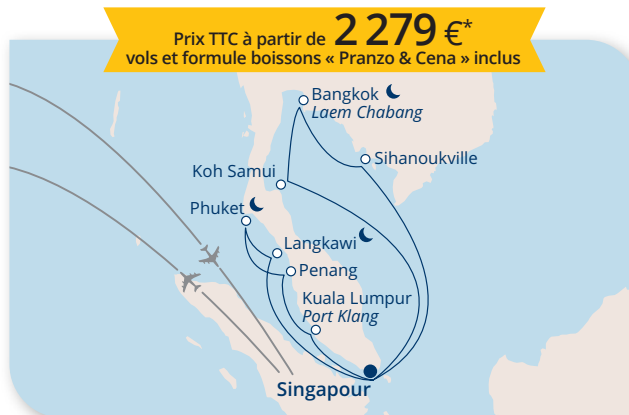 Prix TTC à partir de 2 279 €*
vols et formule boissons « Pranzo & Cena » inclus
Bangkok
Laem Chabang
Sihanoukville
Koh Samui
Phuket
Langkawi
Penang
Kuala Lumpur
Port Klang
Singapour